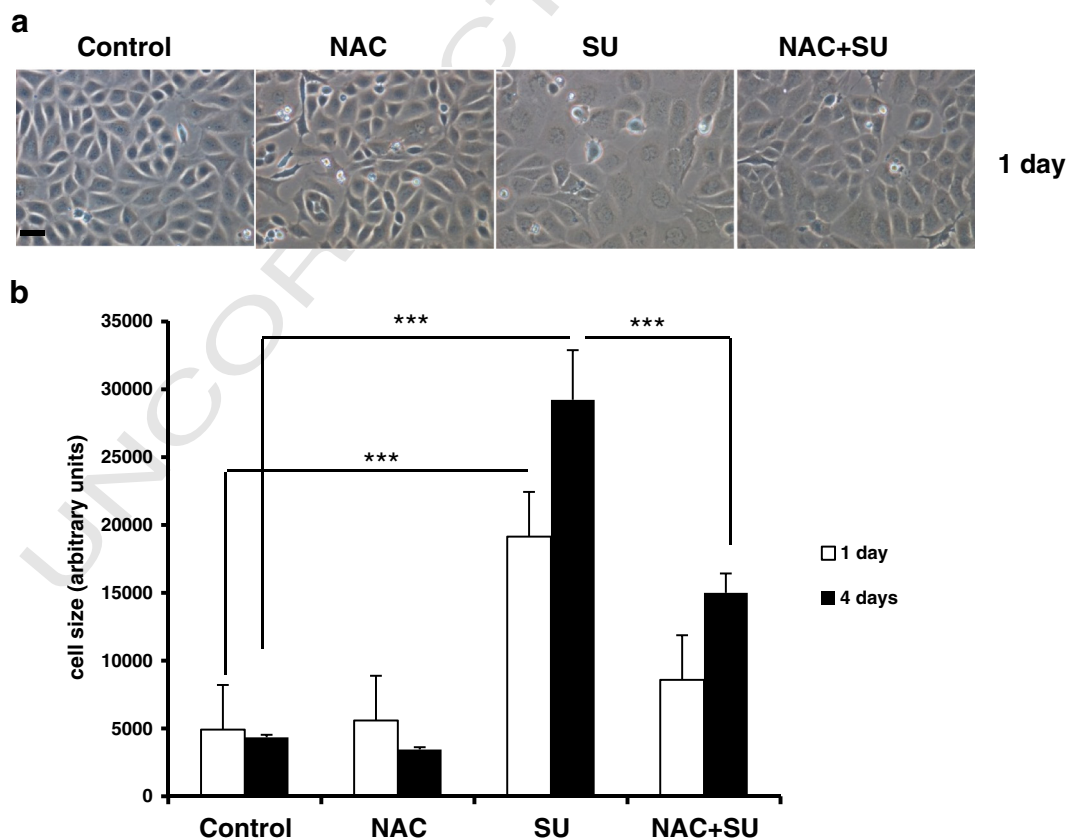 a
Control NAC SU NAC+SU
1 day
b
cell size (arbitrary units)
35000
30000
25000
20000
15000
10000
5000
0
***
***
***
1 day
4 days
Control NAC SU NAC+SU